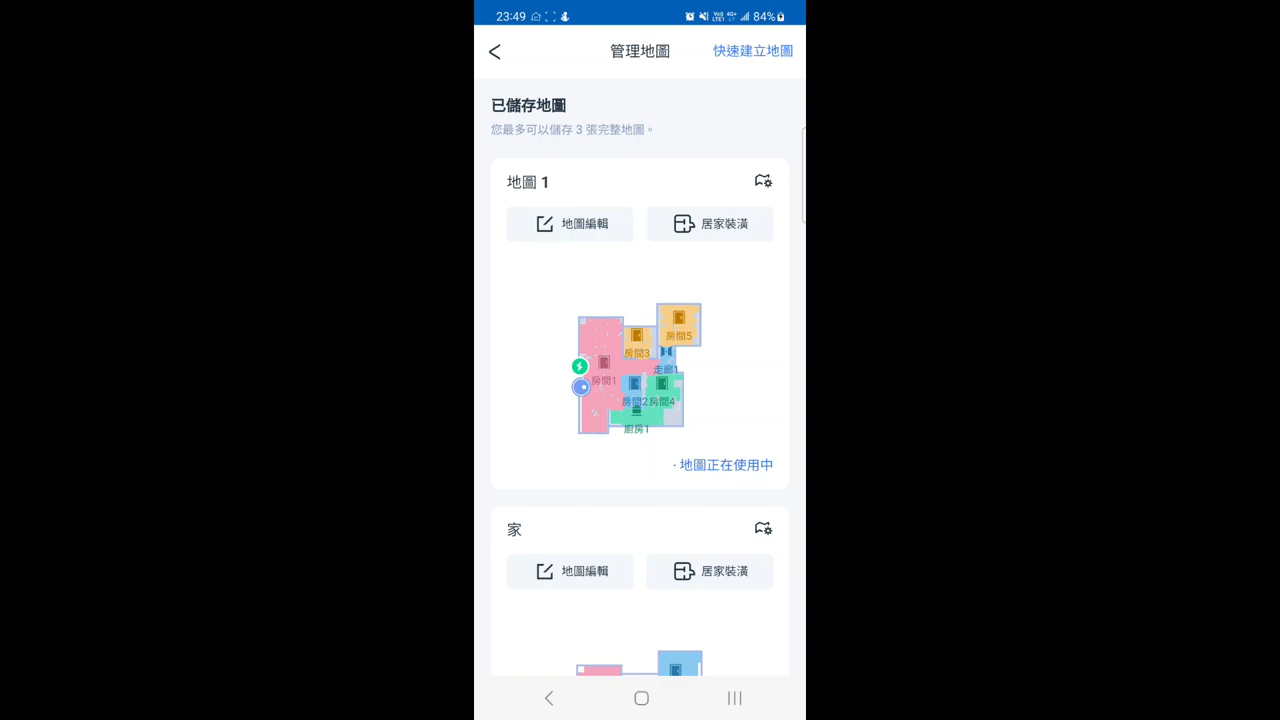 23:49 Vo9 LTE1 4G+ 84%
管理地圖 快速建立地圖
已儲存地圖
您最多可以儲存 3 張完整地圖。
地圖 1
地圖編輯 居家裝潢
房間5
房間3
走廊1
房間1
房間2 房間4
廚房1
· 地圖正在使用中
家
地圖編輯 居家裝潢